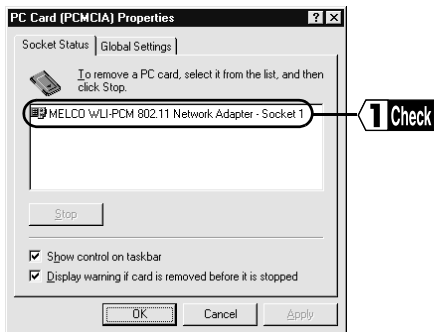 PC Card (PCMCIA) Properties
Socket Status
Global Settings
To remove a PC card, select it from the list, and then
click Stop.
MELCO WLI-PCM 802.11 Network Adapter - Socket 1
1 Check
Stop
Show control on taskbar
Display warning if card is removed before it is stopped
OK
Cancel
Apply